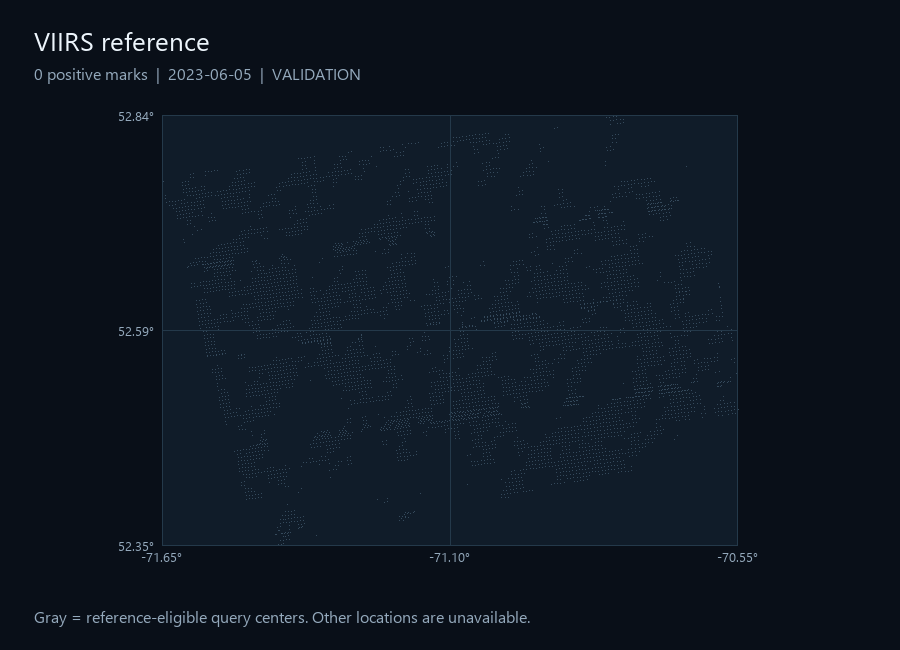 VIIRS reference
0 positive marks | 2023-06-05 | VALIDATION
52.84°
52.59°
52.35°
-71.65°
-71.10°
-70.55°
Gray = reference-eligible query centers. Other locations are unavailable.